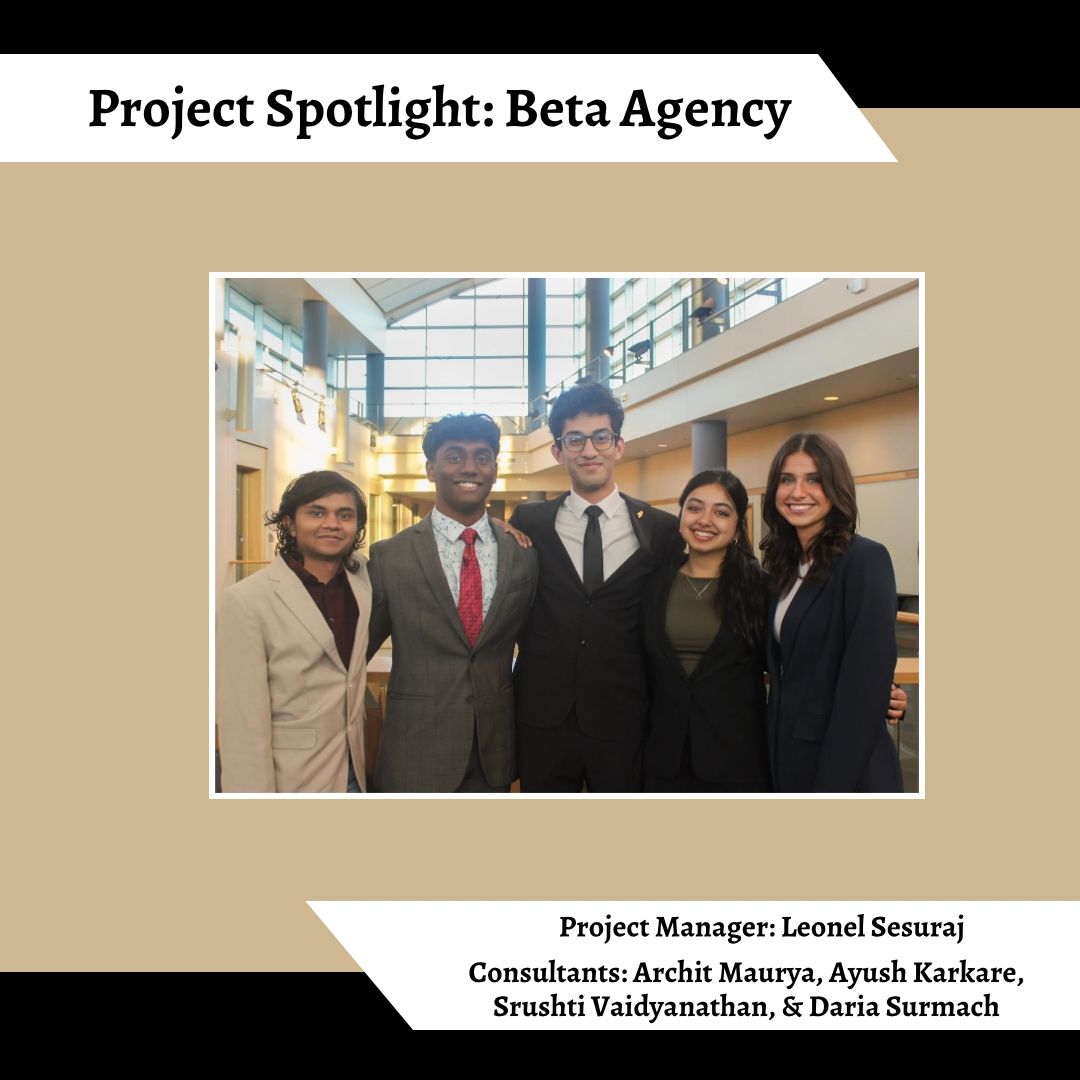 Project Spotlight: Beta Agency
Project Manager: Leonel Sesuraj
Consultants: Archit Maurya, Ayush Karkare,
Srushti Vaidyanathan, & Daria Surmach